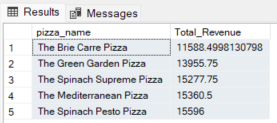 Results Messages
pizza_name Total_Revenue
1 The Brie Carre Pizza 11588.4998130798
2 The Green Garden Pizza 13955.75
3 The Spinach Supreme Pizza 15277.75
4 The Mediterranean Pizza 15360.5
5 The Spinach Pesto Pizza 15596